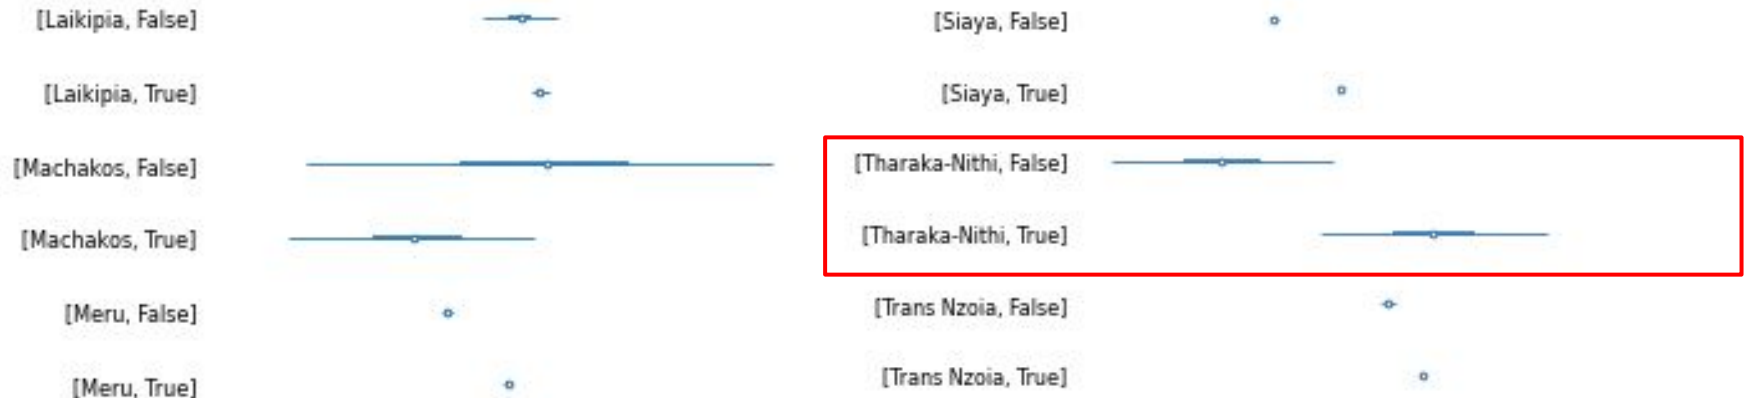 [Laikipia, False]
[Laikipia, True]
[Machakos, False]
[Machakos, True]
[Meru, False]
[Meru, True]
[Siaya, False]
[Siaya, True]
[Tharaka-Nithi, False]
[Tharaka-Nithi, True]
[Trans Nzoia, False]
[Trans Nzoia, True]